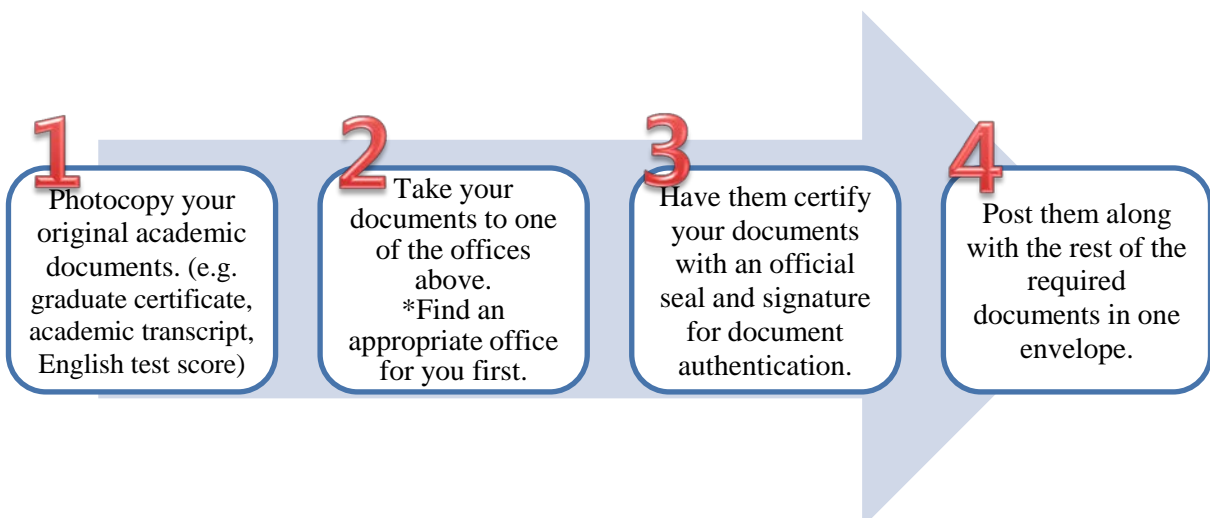 1
Photocopy your
original academic
documents. (e.g.
graduate certificate,
academic transcript,
English test score)
2
Take your
documents to one
of the offices
above.
*Find an
appropriate office
for you first.
3
Have them certify
your documents
with an official
seal and signature
for document
authentication.
4
Post them along
with the rest of the
required
documents in one
envelope.